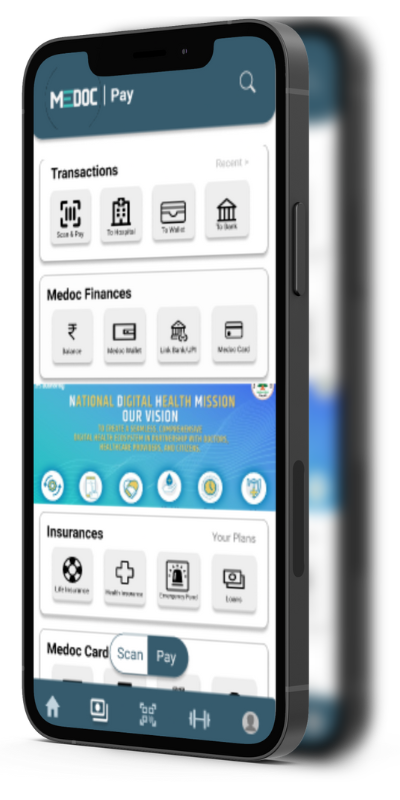 MEDOC | Pay
Transactions
Recent >
Scan & Pay
To Hospital
To Wallet
To Bank
Medoc Finances
Balance
Medoc Wallet
Link Bank/UPI
Medoc Card
NATIONAL DIGITAL HEALTH MISSION
OUR VISION
TO CREATE A SEAMLESS, COMPREHENSIVE
DIGITAL HEALTH ECOSYSTEM IN PARTNERSHIP WITH DOCTORS,
HEALTHCARE PROVIDERS, AND CITIZENS
Insurances
Your Plans
Life Insurance
Health Insurance
Emergency Fund
Loans
Medoc Card
Scan
Pay